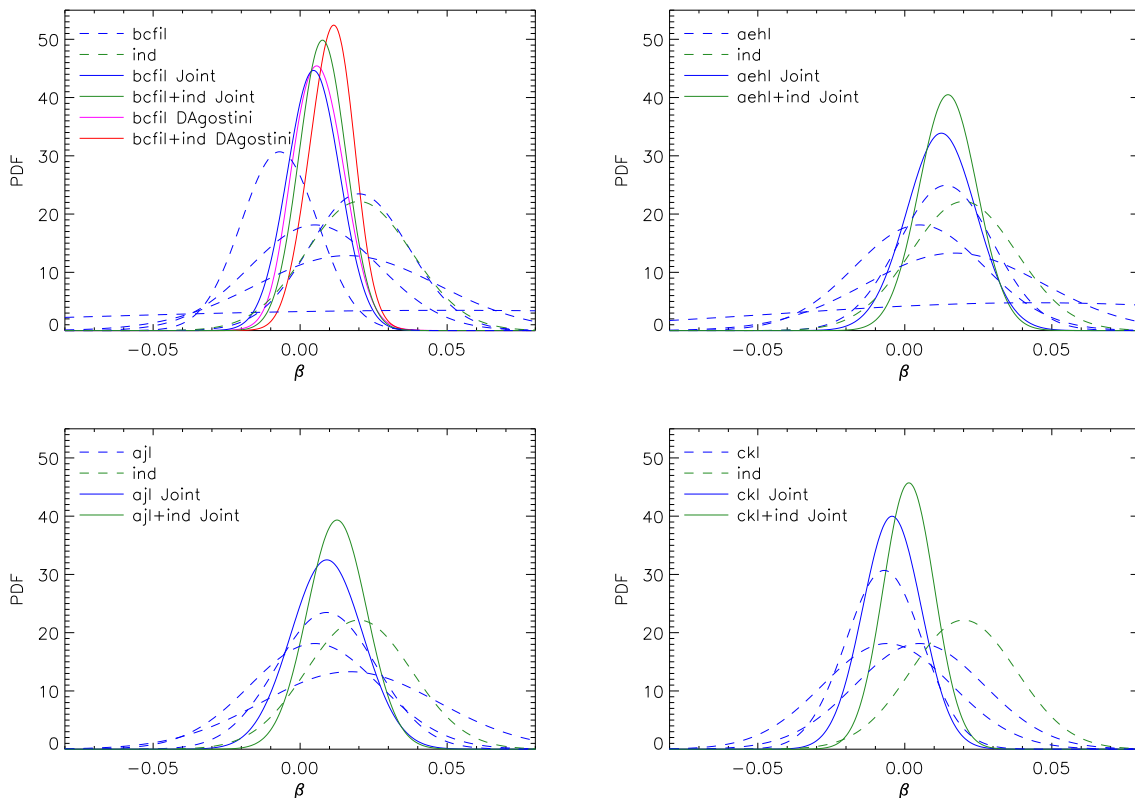 PDF
50
40
30
20
10
0
bcfil
ind
bcfil Joint
bcfil+ind Joint
bcfil DAgostini
bcfil+ind DAgostini
−0.05 0.00 0.05
β
PDF
50
40
30
20
10
0
aehl
ind
aehl Joint
aehl+ind Joint
−0.05 0.00 0.05
β
PDF
50
40
30
20
10
0
ajl
ind
ajl Joint
ajl+ind Joint
−0.05 0.00 0.05
β
PDF
50
40
30
20
10
0
ckl
ind
ckl Joint
ckl+ind Joint
−0.05 0.00 0.05
β